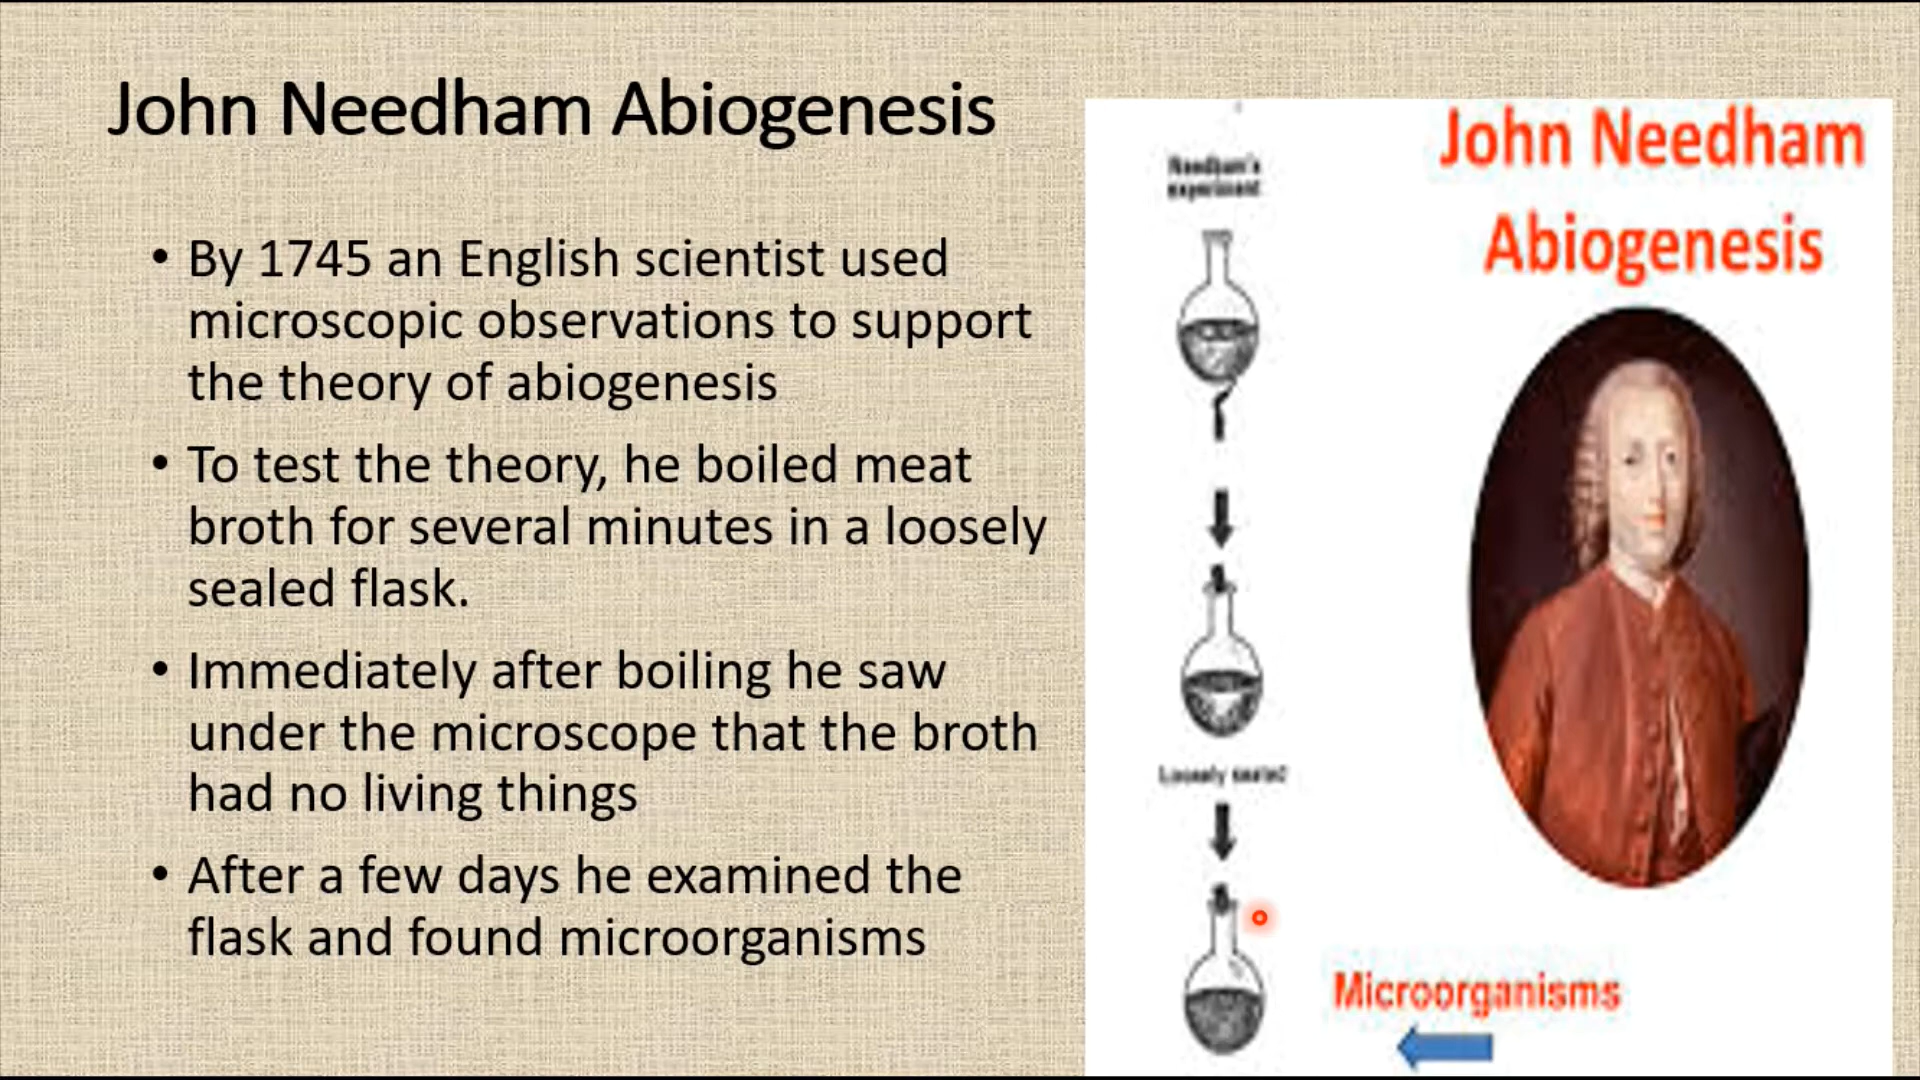 John Needham Abiogenesis
• By 1745 an English scientist used
microscopic observations to support
the theory of abiogenesis
• To test the theory, he boiled meat
broth for several minutes in a loosely
sealed flask.
• Immediately after boiling he saw
under the microscope that the broth
had no living things
• After a few days he examined the
flask and found microorganisms
Needham's
experiment
Loosely sealed
John Needham
Abiogenesis
Microorganisms